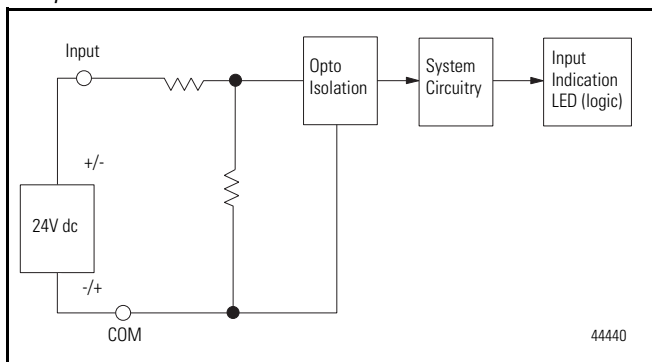 Input
Opto
Isolation
System
Circuitry
Input
Indication
LED (logic)
+/-
24V dc
-/+
COM
44440